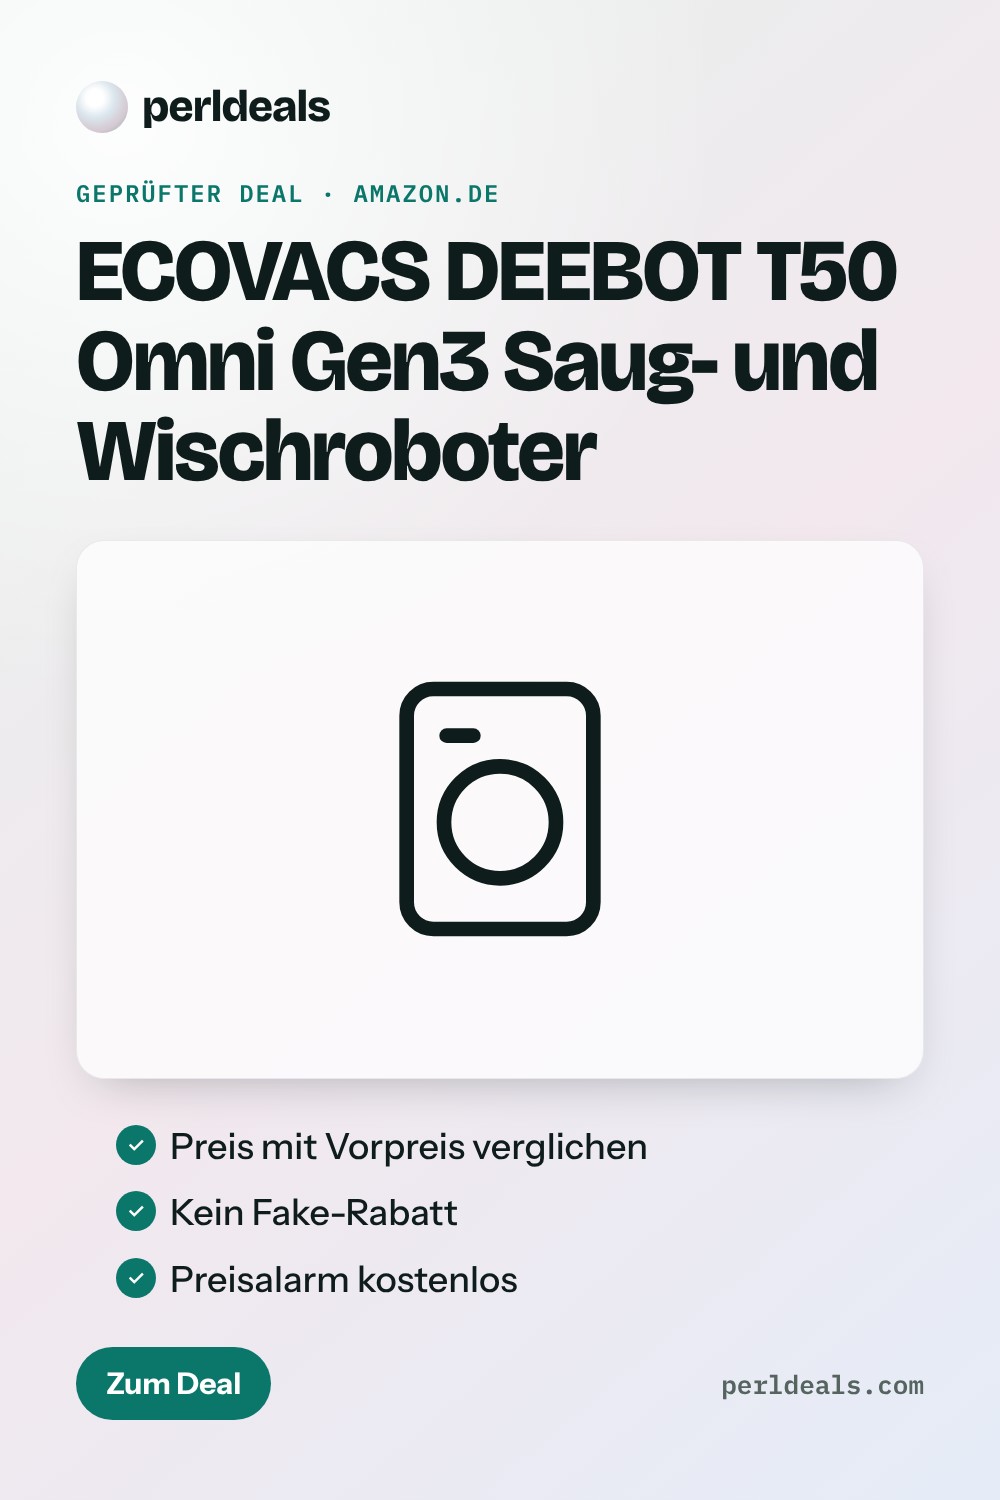 perldeals
GEPRÜFTER DEAL · AMAZON.DE
ECOVACS DEEBOT T50
Omni Gen3 Saug- und
Wischroboter
Preis mit Vorpreis verglichen
Kein Fake-Rabatt
Preisalarm kostenlos
Zum Deal
perldeals.com